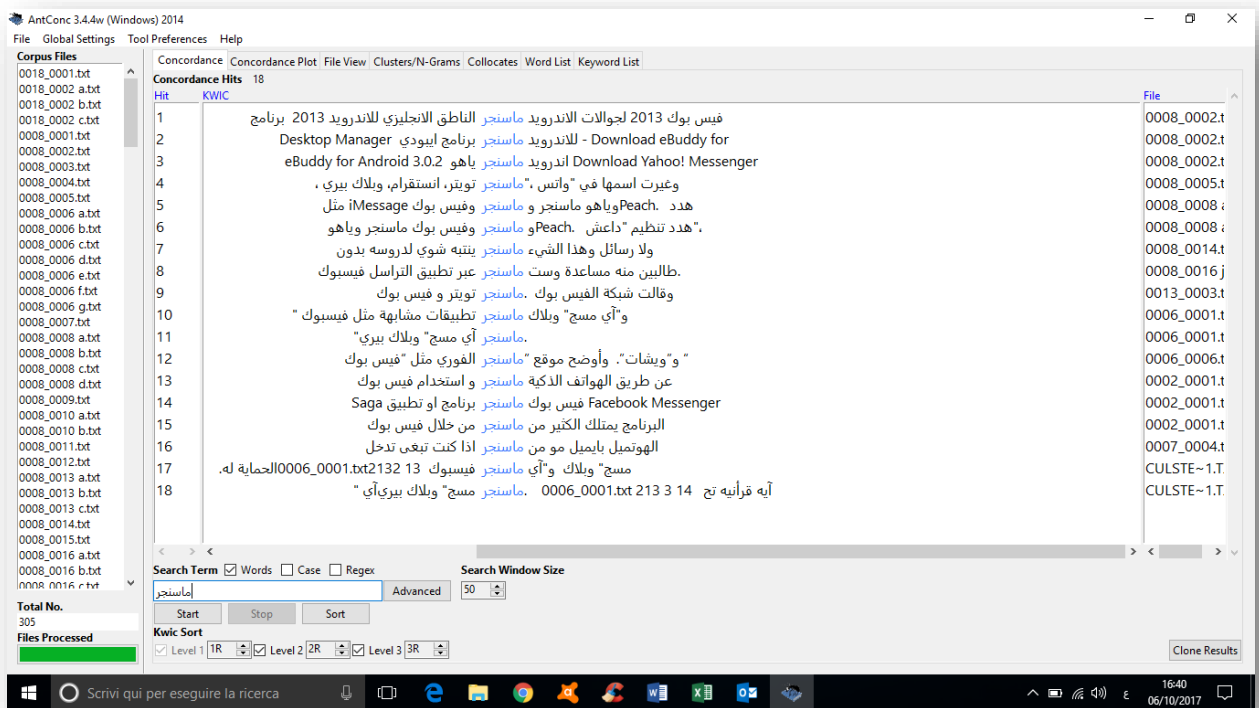 AntConc 3.4.4w (Windows) 2014
File Global Settings Tool Preferences Help
Corpus Files
0018_0001.txt
0018_0002 a.txt
0018_0002 b.txt
0018_0002 c.txt
0008_0001.txt
0008_0002.txt
0008_0003.txt
0008_0004.txt
0008_0005.txt
0008_0006 a.txt
0008_0006 b.txt
0008_0006 c.txt
0008_0006 d.txt
0008_0006 e.txt
0008_0006 f.txt
0008_0006 g.txt
0008_0007.txt
0008_0008 a.txt
0008_0008 b.txt
0008_0008 c.txt
0008_0008 d.txt
0008_0009.txt
0008_0010 a.txt
0008_0010 b.txt
0008_0011.txt
0008_0012.txt
0008_0013 a.txt
0008_0013 b.txt
0008_0013 c.txt
0008_0014.txt
0008_0015.txt
0008_0016 a.txt
0008_0016 b.txt
0008_0016 c.txt
Total No.
305
Files Processed
Concordance Concordance Plot File View Clusters/N-Grams Collocates Word List Keyword List
Concordance Hits 18
Hit KWIC File
1 فيس بوك 2013 لجوالات الاندرويد ماسنجر الناطق الانجليزي للاندرويد 2013 برنامج 0008_0002.t
2 Desktop Manager للاندرويد ماسنجر برنامج ايبودي - Download eBuddy for 0008_0002.t
3 eBuddy for Android 3.0.2 اندرويد ماسنجر ياهو Download Yahoo! Messenger 0008_0002.t
4 وغيرت اسمها في "واتس ،"ماسنجر تويتر، انستقرام، وبلاك بيري ، 0008_0005.t
5 هدد .Peachوياهو ماسنجر و ماسنجر وفيس بوك iMessage مثل 0008_0008 a
6 ،"هدد تنظيم "داعش .Peachو ماسنجر وفيس بوك ماسنجر وياهو 0008_0008 a
7 ولا رسائل وهذا الشيء ماسنجر ينتبه شوي لدروسه بدون 0008_0014.t
8 .طالبين منه مساعدة وست ماسنجر عبر تطبيق التراسل فيسبوك 0008_0016 j
9 وقالت شبكة الفيس بوك .ماسنجر تويتر و فيس بوك 0013_0003.t
10 و"آي مسج" وبلاك ماسنجر تطبيقات مشابهة مثل فيسبوك " 0006_0001.t
11 .ماسنجر آي مسج" وبلاك بيري" 0006_0001.t
12 " و"ويشات". وأوضح موقع "ماسنجر الفوري مثل "فيس بوك 0006_0006.t
13 عن طريق الهواتف الذكية ماسنجر و استخدام فيس بوك 0002_0001.t
14 Saga فيس بوك ماسنجر برنامج او تطبيق Facebook Messenger 0002_0001.t
15 البرنامج يمتلك الكثير من ماسنجر من خلال فيس بوك 0002_0001.t
16 الهوتميل بايميل مو من ماسنجر اذا كنت تبغى تدخل 0007_0004.t
17 مسج" وبلاك و"آي ماسنجر فيسبوك 13 0006_0001.txt2132الحماية له. CULSTE~1.T
18 آيه قرأنيه تح 14 3 213 0006_0001.txt .ماسنجر مسج" وبلاك بيريآي " CULSTE~1.T
Search Term Words Case Regex Search Window Size
ماسنجر Advanced 50
Start Stop Sort
Kwic Sort
Level 1 1R Level 2 2R Level 3 3R Clone Results
Scrivi qui per eseguire la ricerca ع 16:40
06/10/2017